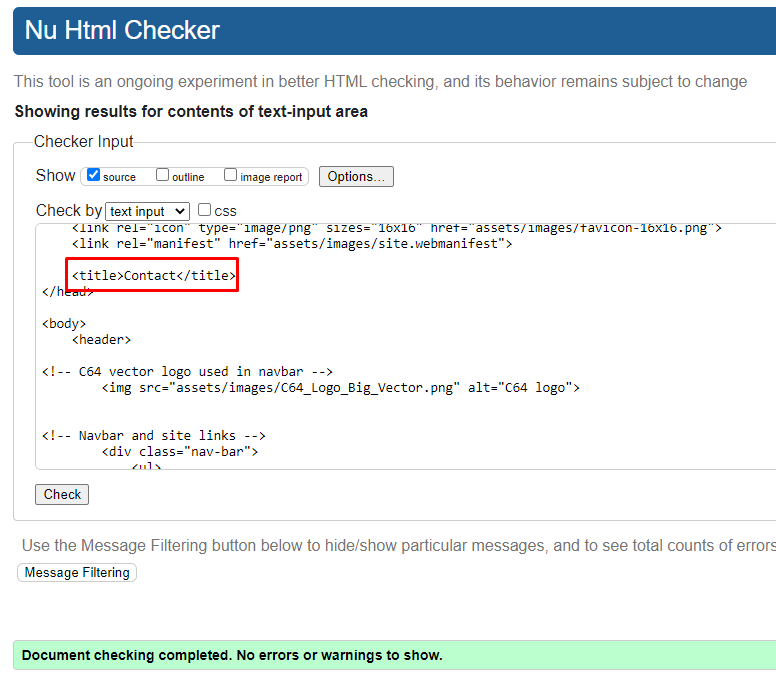 Nu Html Checker
This tool is an ongoing experiment in better HTML checking, and its behavior remains subject to change
Showing results for contents of text-input area
Checker Input
Show source outline image report Options...
Check by text input css
<link rel="icon" type="image/png" sizes="16x16" href="assets/images/favicon-16x16.png">
<link rel="manifest" href="assets/images/site.webmanifest">
<title>Contact</title>
</head>
<body>
<header>
<!-- C64 vector logo used in navbar -->
<img src="assets/images/C64_Logo_Big_Vector.png" alt="C64 logo">
<!-- Navbar and site links -->
<div class="nav-bar">
<ul>
Check
Use the Message Filtering button below to hide/show particular messages, and to see total counts of errors
Message Filtering
Document checking completed. No errors or warnings to show.